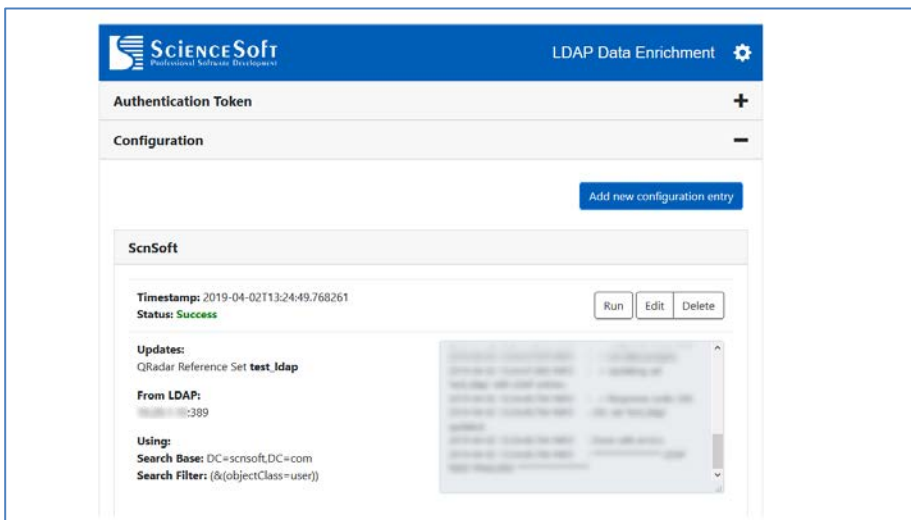 SCIENCESOFT
Professional Software Development
LDAP Data Enrichment
Authentication Token
Configuration
Add new configuration entry
ScnSoft
Timestamp: 2019-04-02T13:24:49.768261
Status: Success
Run Edit Delete
Updates:
QRadar Reference Set test_ldap
From LDAP:
:389
Using:
Search Base: DC=scnsoft,DC=com
Search Filter: (&(objectClass=user))